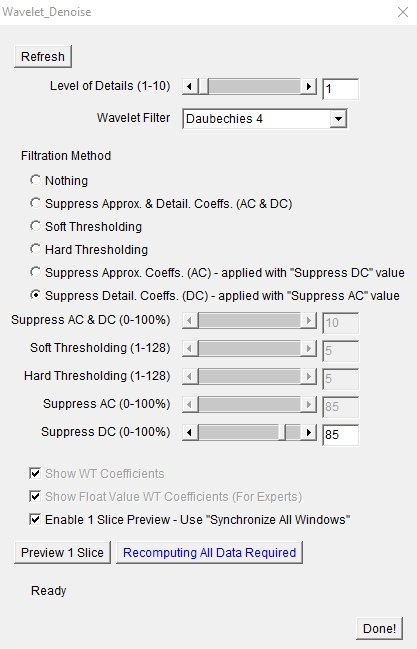 Wavelet_Denoise
Refresh
Level of Details (1-10) 1
Wavelet Filter Daubechies 4
Filtration Method
Nothing
Suppress Approx. & Detail. Coeffs. (AC & DC)
Soft Thresholding
Hard Thresholding
Suppress Approx. Coeffs. (AC) - applied with "Suppress DC" value
Suppress Detail. Coeffs. (DC) - applied with "Suppress AC" value
Suppress AC & DC (0-100%) 10
Soft Thresholding (1-128) 5
Hard Thresholding (1-128) 5
Suppress AC (0-100%) 85
Suppress DC (0-100%) 85
Show WT Coefficients
Show Float Value WT Coefficients (For Experts)
Enable 1 Slice Preview - Use "Synchronize All Windows"
Preview 1 Slice Recomputing All Data Required
Ready
Done!